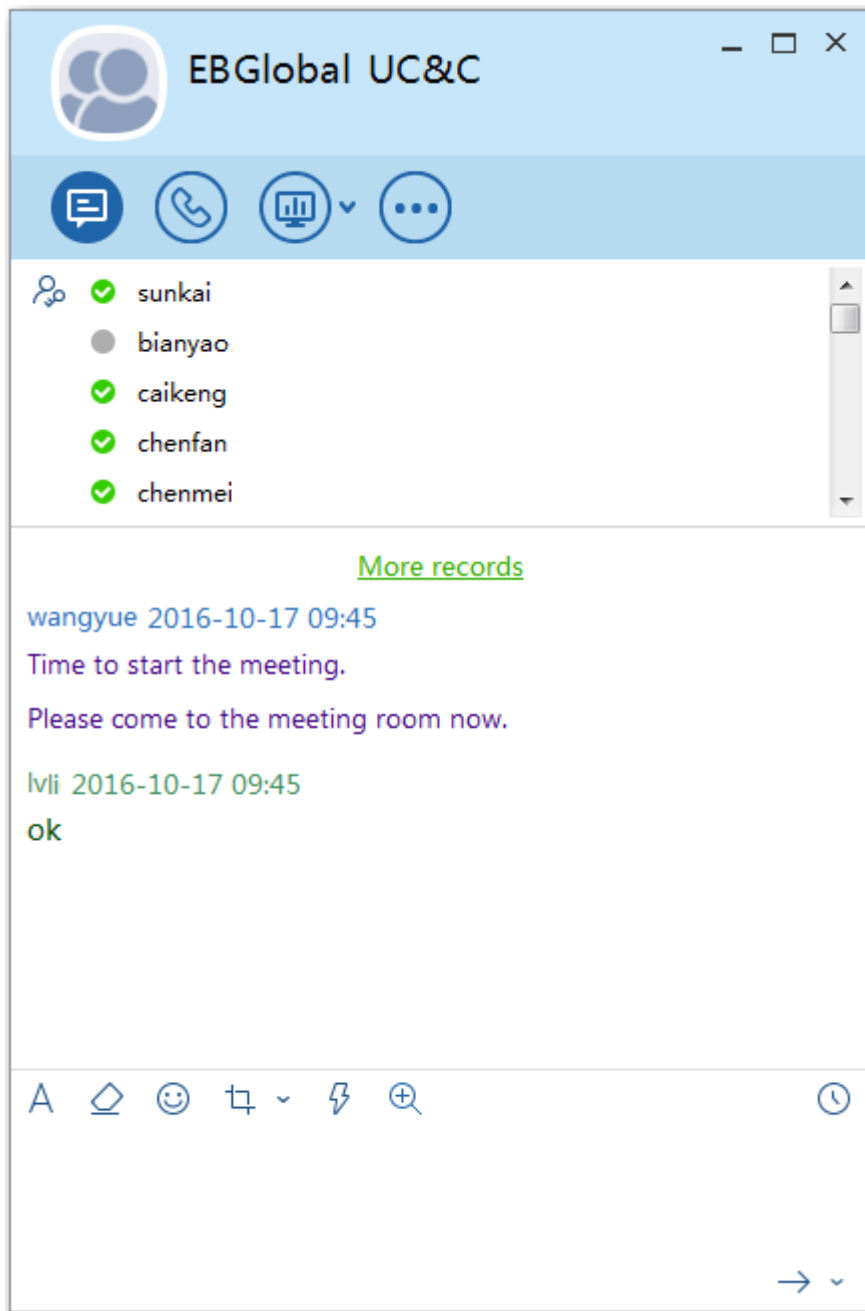 EBGlobal UC&C
sunkai
bianyao
caikeng
chenfan
chenmei
More records
wangyue 2016-10-17 09:45
Time to start the meeting.
Please come to the meeting room now.
lvli 2016-10-17 09:45
ok